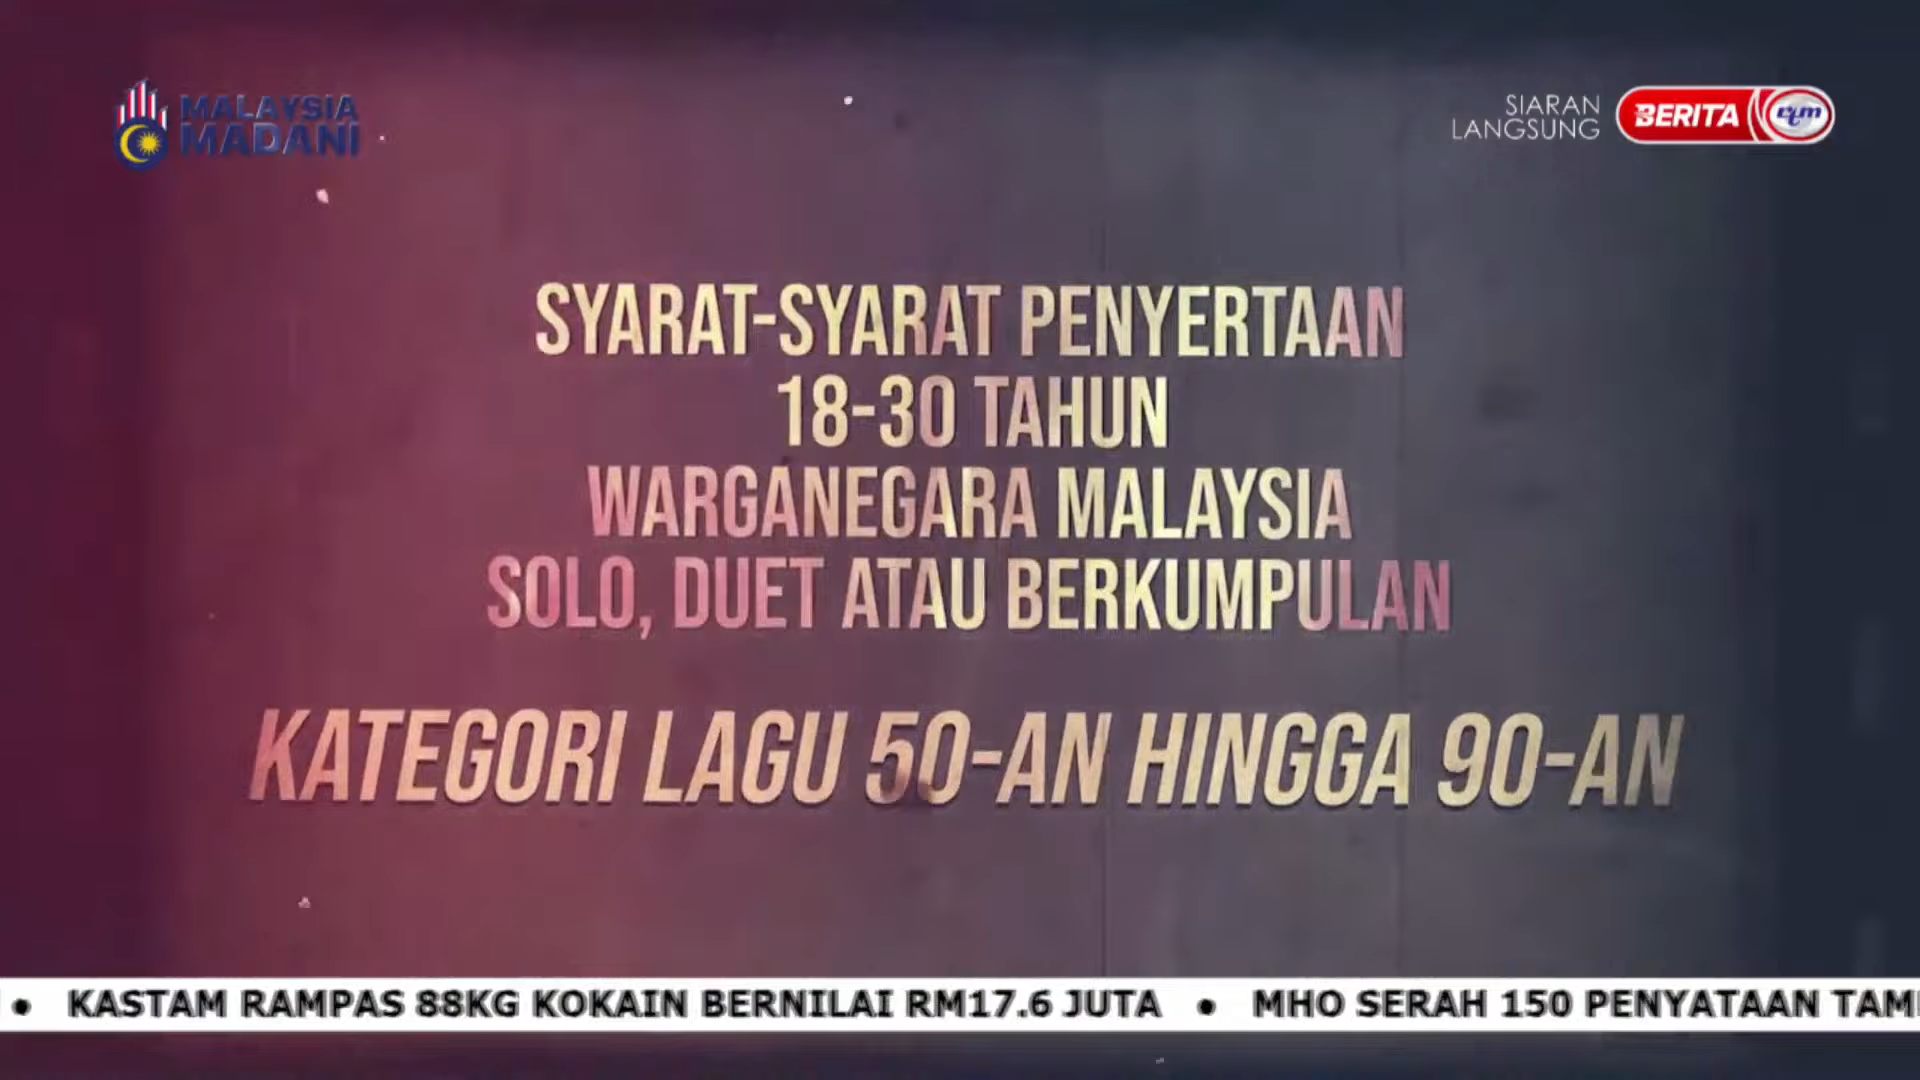 MALAYSIA
MADANI
SIARAN
LANGSUNG
BERITA rtm
SYARAT-SYARAT PENYERTAAN
18-30 TAHUN
WARGANEGARA MALAYSIA
SOLO, DUET ATAU BERKUMPULAN
KATEGORI LAGU 50-AN HINGGA 90-AN
• KASTAM RAMPAS 88KG KOKAIN BERNILAI RM17.6 JUTA • MHO SERAH 150 PENYATAAN